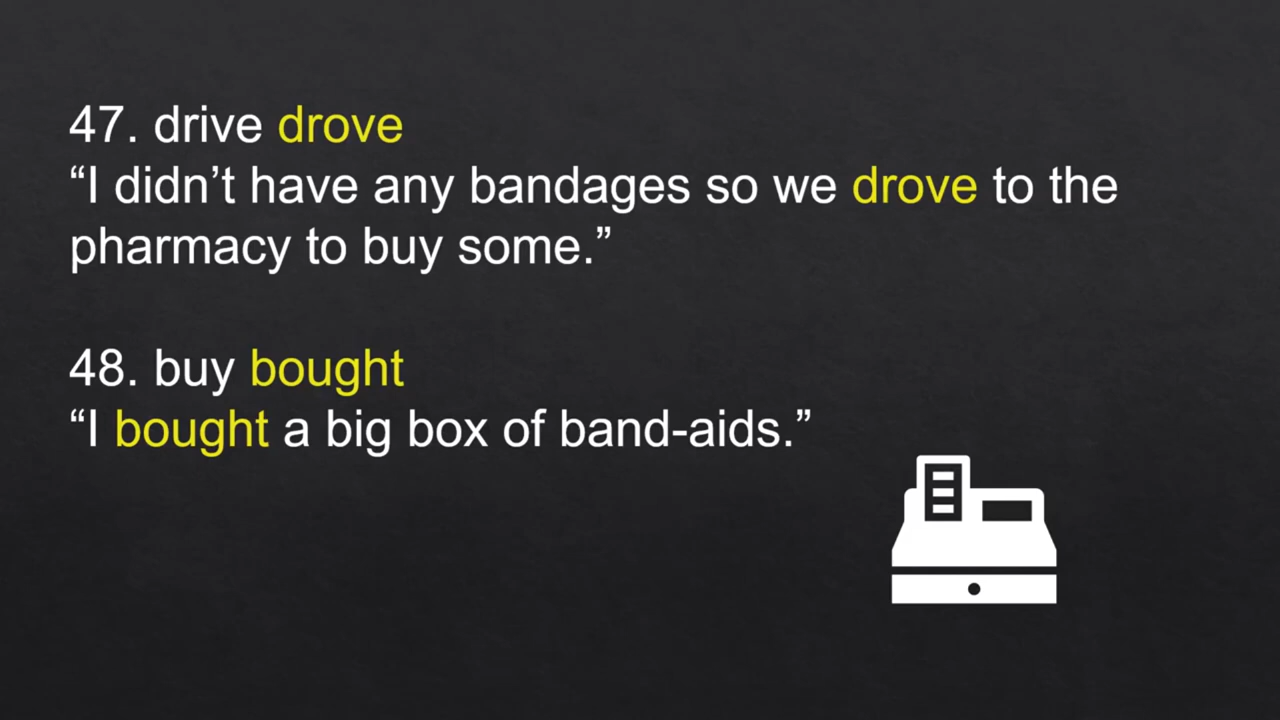 47. drive drove
“I didn’t have any bandages so we drove to the
pharmacy to buy some.”
48. buy bought
“I bought a big box of band-aids.”